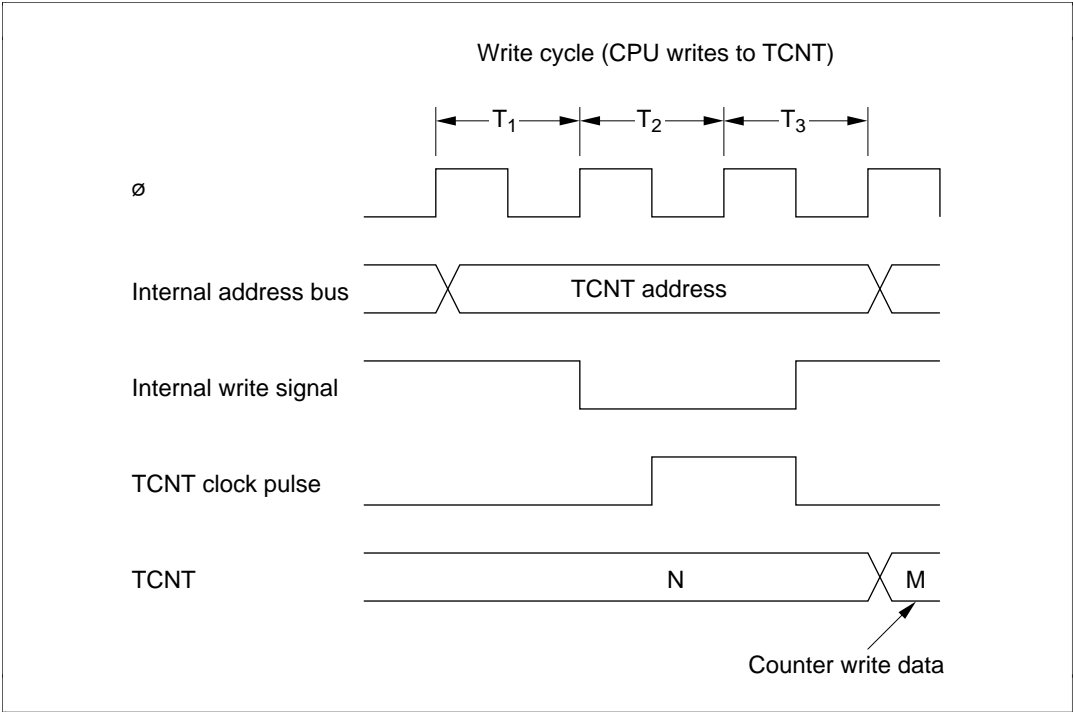 Write cycle (CPU writes to TCNT)
T1 T2 T3
ø
Internal address bus TCNT address
Internal write signal
TCNT clock pulse
TCNT N M
Counter write data